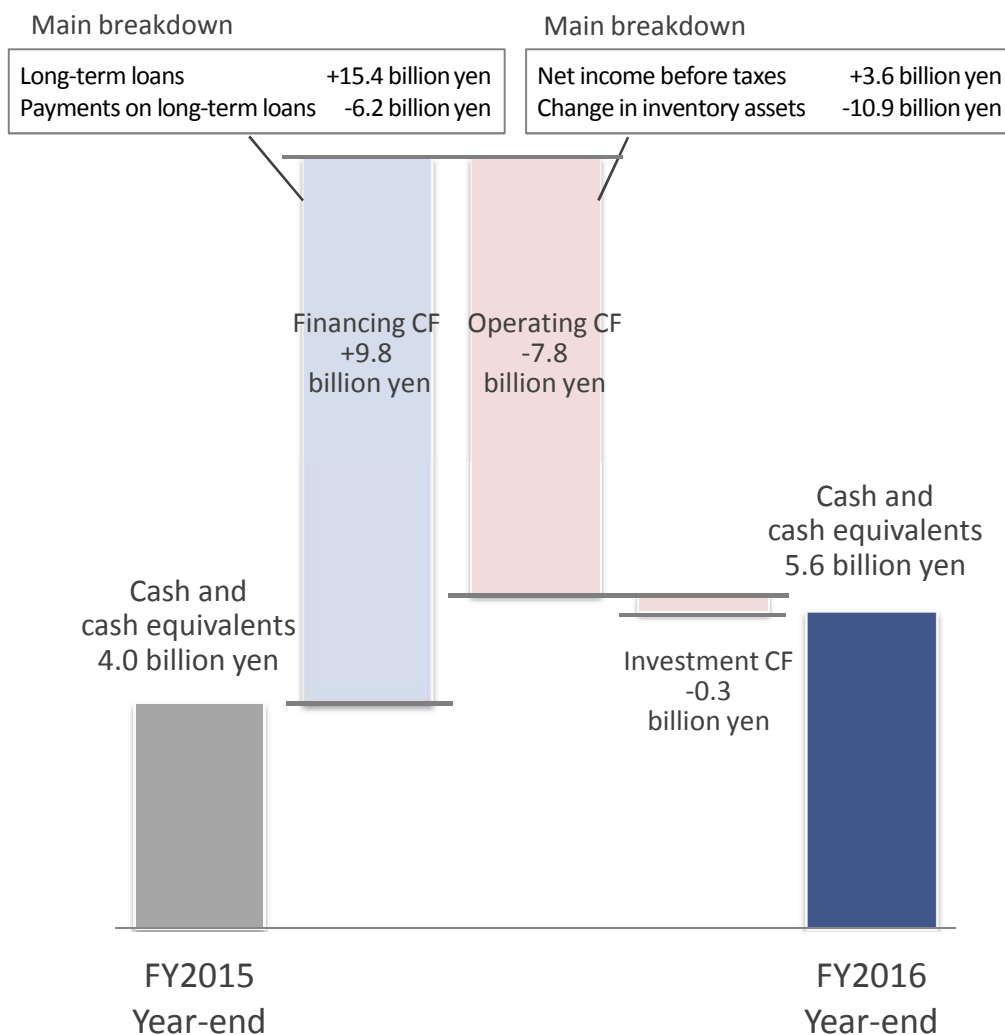 Main breakdown
Long-term loans +15.4 billion yen
Payments on long-term loans -6.2 billion yen
Main breakdown
Net income before taxes +3.6 billion yen
Change in inventory assets -10.9 billion yen
Financing CF
+9.8
billion yen
Operating CF
-7.8
billion yen
Cash and
cash equivalents
4.0 billion yen
Investment CF
-0.3
billion yen
Cash and
cash equivalents
5.6 billion yen
FY2015
Year-end
FY2016
Year-end